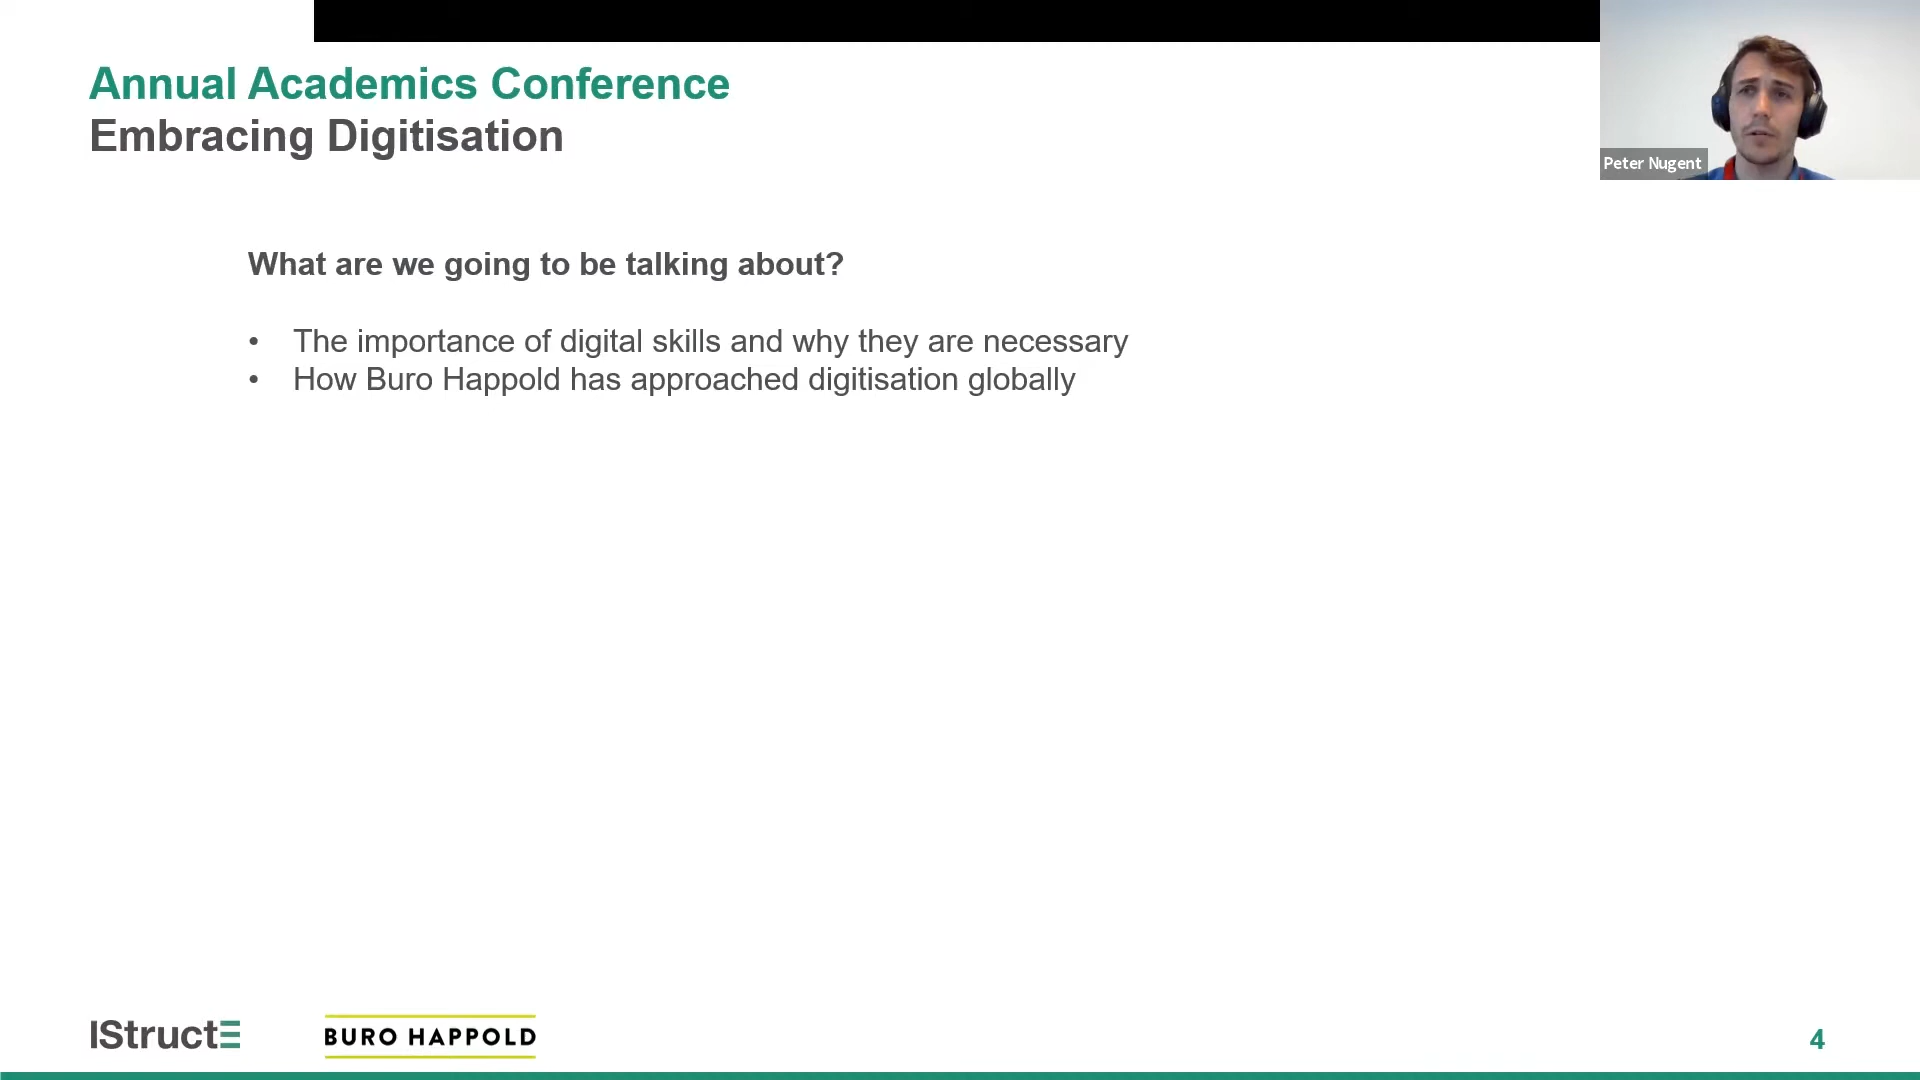 Annual Academics Conference
Embracing Digitisation
Peter Nugent
What are we going to be talking about?
• The importance of digital skills and why they are necessary
• How Buro Happold has approached digitisation globally
IStructE
BURO HAPPOLD
4